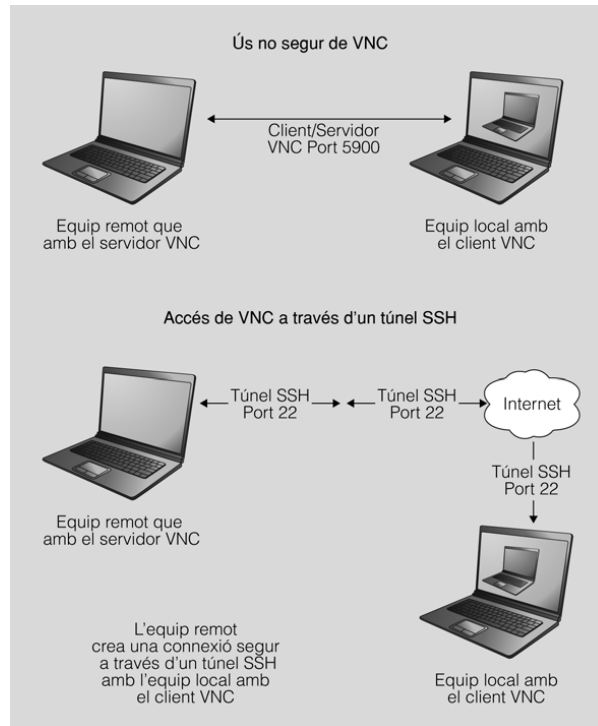 Ús no segur de VNC
Client/Servidor
VNC Port 5900
Equip remot que
amb el servidor VNC
Equip local amb
el client VNC
Accés de VNC a través d'un túnel SSH
Túnel SSH
Port 22
Túnel SSH
Port 22
Internet
Túnel SSH
Port 22
Equip remot que
amb el servidor VNC
L'equip remot
crea una connexió segur
a través d'un túnel SSH
amb l'equip local amb
el client VNC
Equip local amb
el client VNC